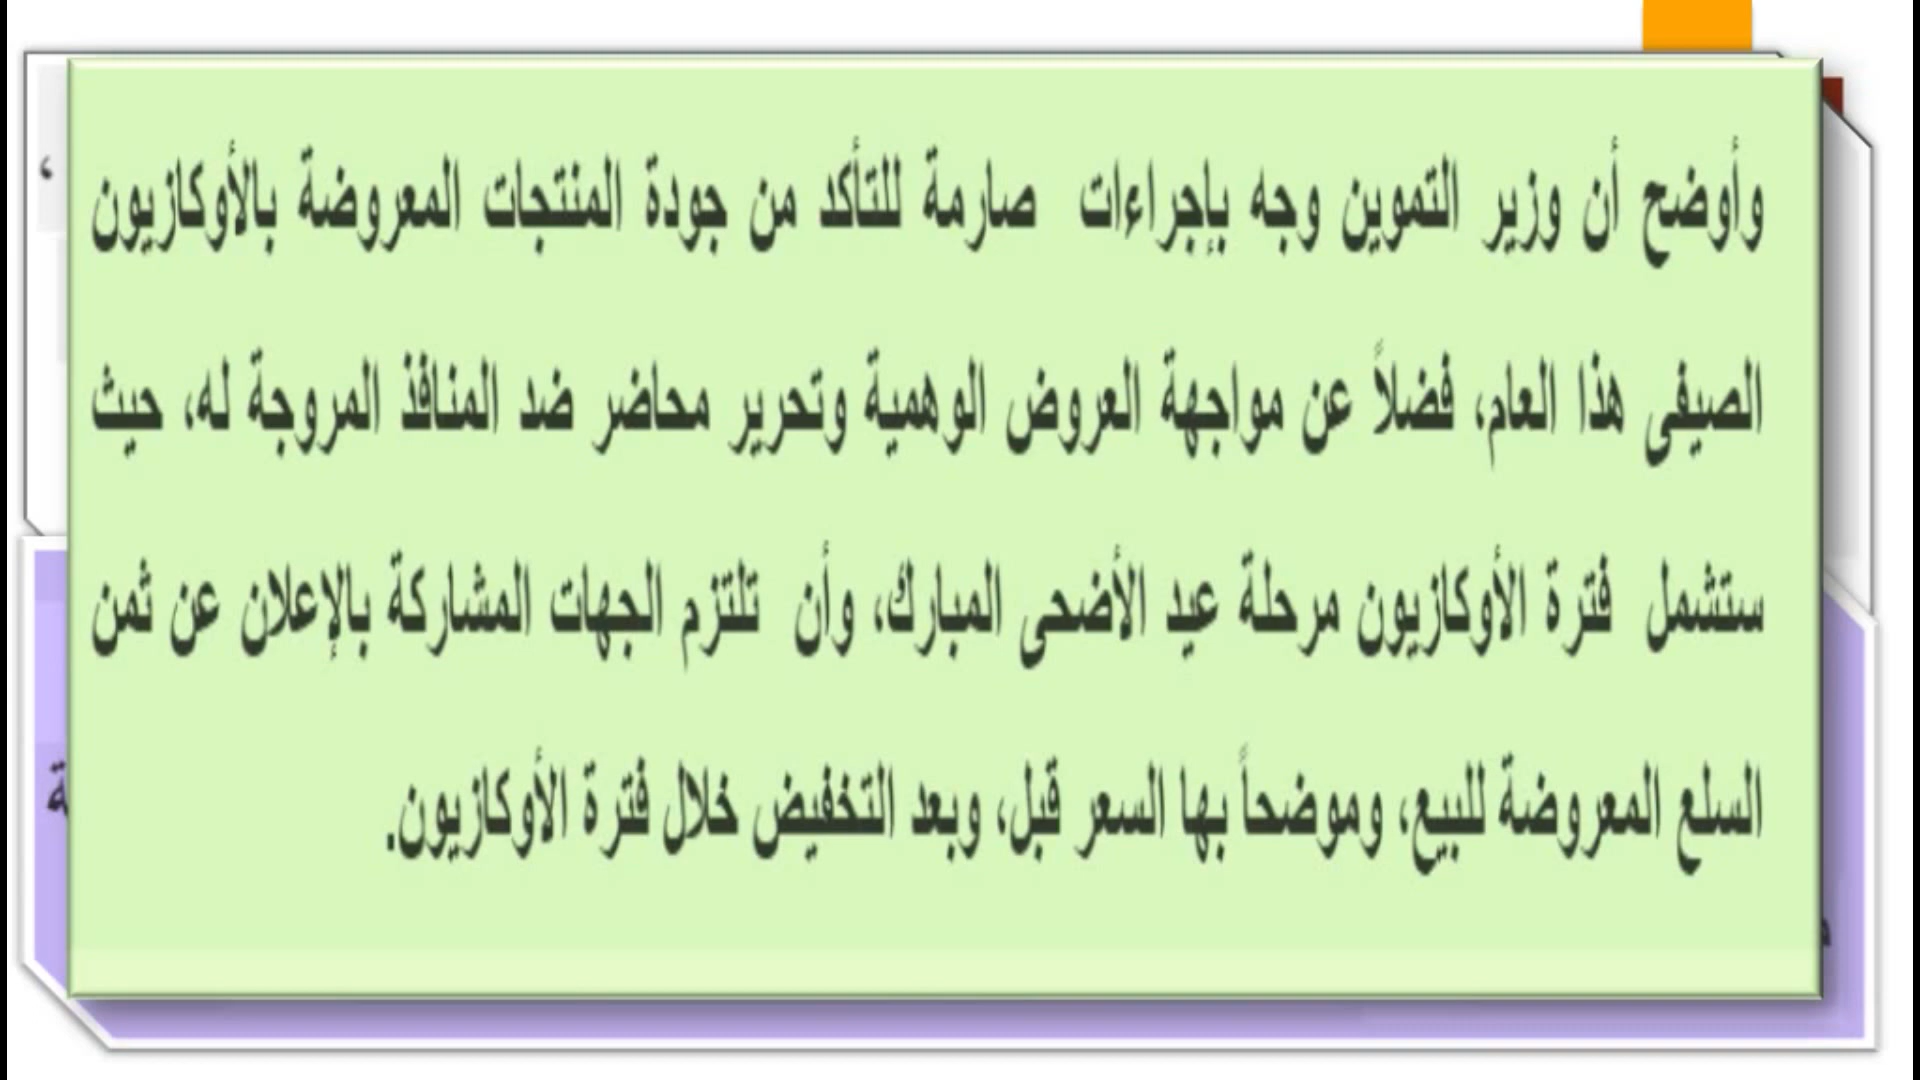 وأوضح أن وزير التموين وجه بإجراءات صارمة للتأكد من جودة المنتجات المعروضة بالأوكازيون
الصيفى هذا العام، فضلاً عن مواجهة العروض الوهمية وتحرير محاضر ضد المنافذ المروجة له، حيث
ستشمل فترة الأوكازيون مرحلة عيد الأضحى المبارك، وأن تلتزم الجهات المشاركة بالإعلان عن ثمن
السلع المعروضة للبيع، وموضحاً بها السعر قبل، وبعد التخفيض خلال فترة الأوكازيون.